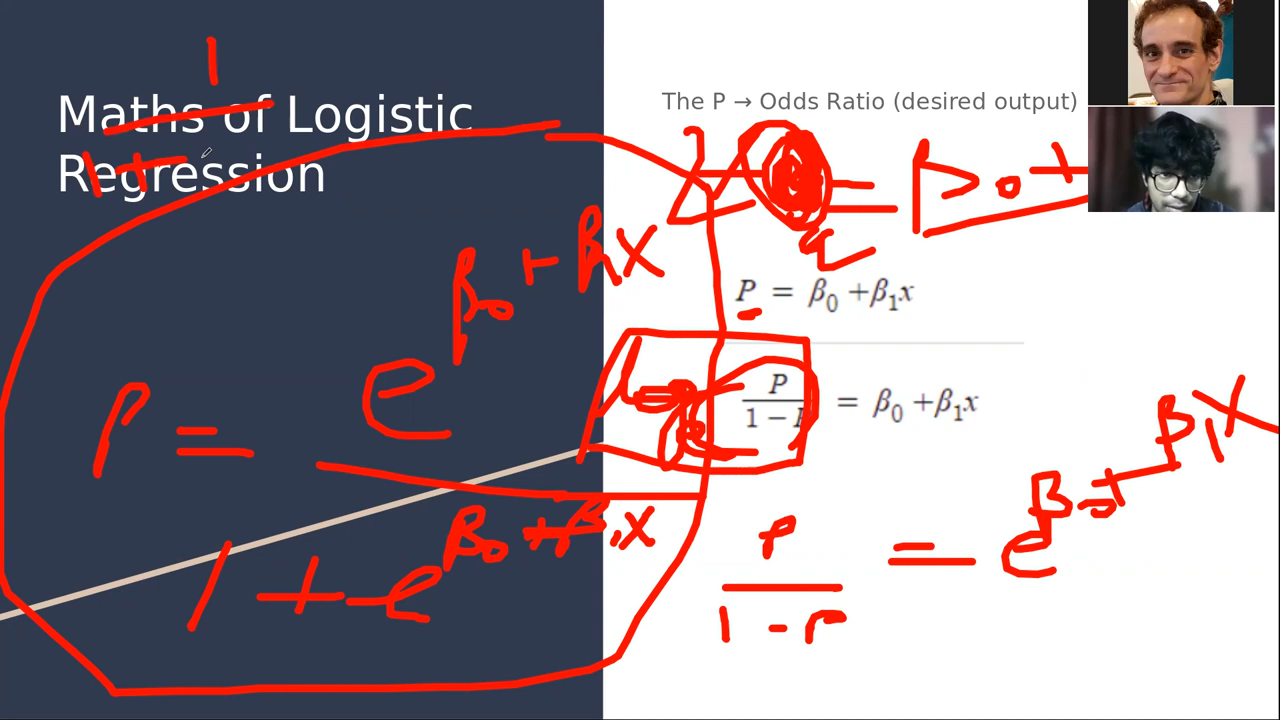 Maths of Logistic
Regression
1
1+
P = e^β₀+β₁X
1 + e^β₀+β₁X
The P → Odds Ratio (desired output)
P = β₀ +β₁x
P
1 − P = β₀ +β₁x
P
1 - P = e^β₀+β₁X